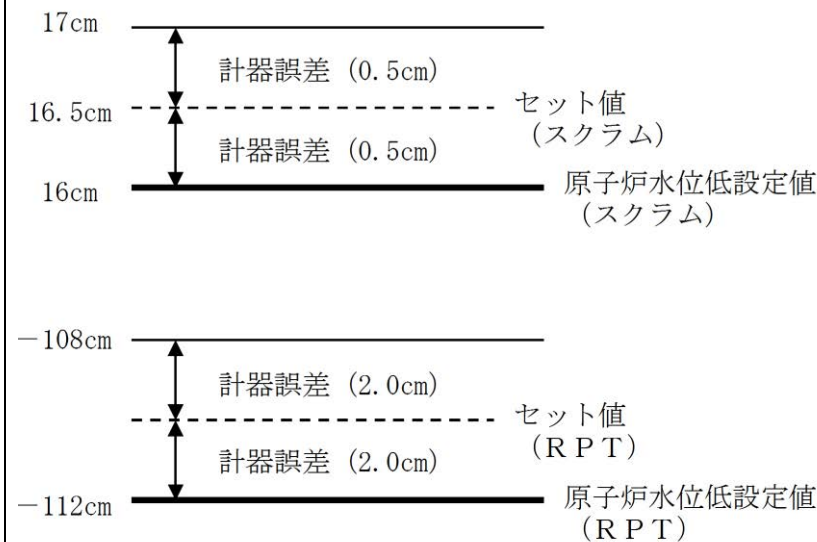 17cm
計器誤差 (0.5cm)
16.5cm
セット値
(スクラム)
計器誤差 (0.5cm)
16cm
原子炉水位低設定値
(スクラム)
−108cm
計器誤差 (2.0cm)
セット値
(ＲＰＴ)
計器誤差 (2.0cm)
−112cm
原子炉水位低設定値
(ＲＰＴ)